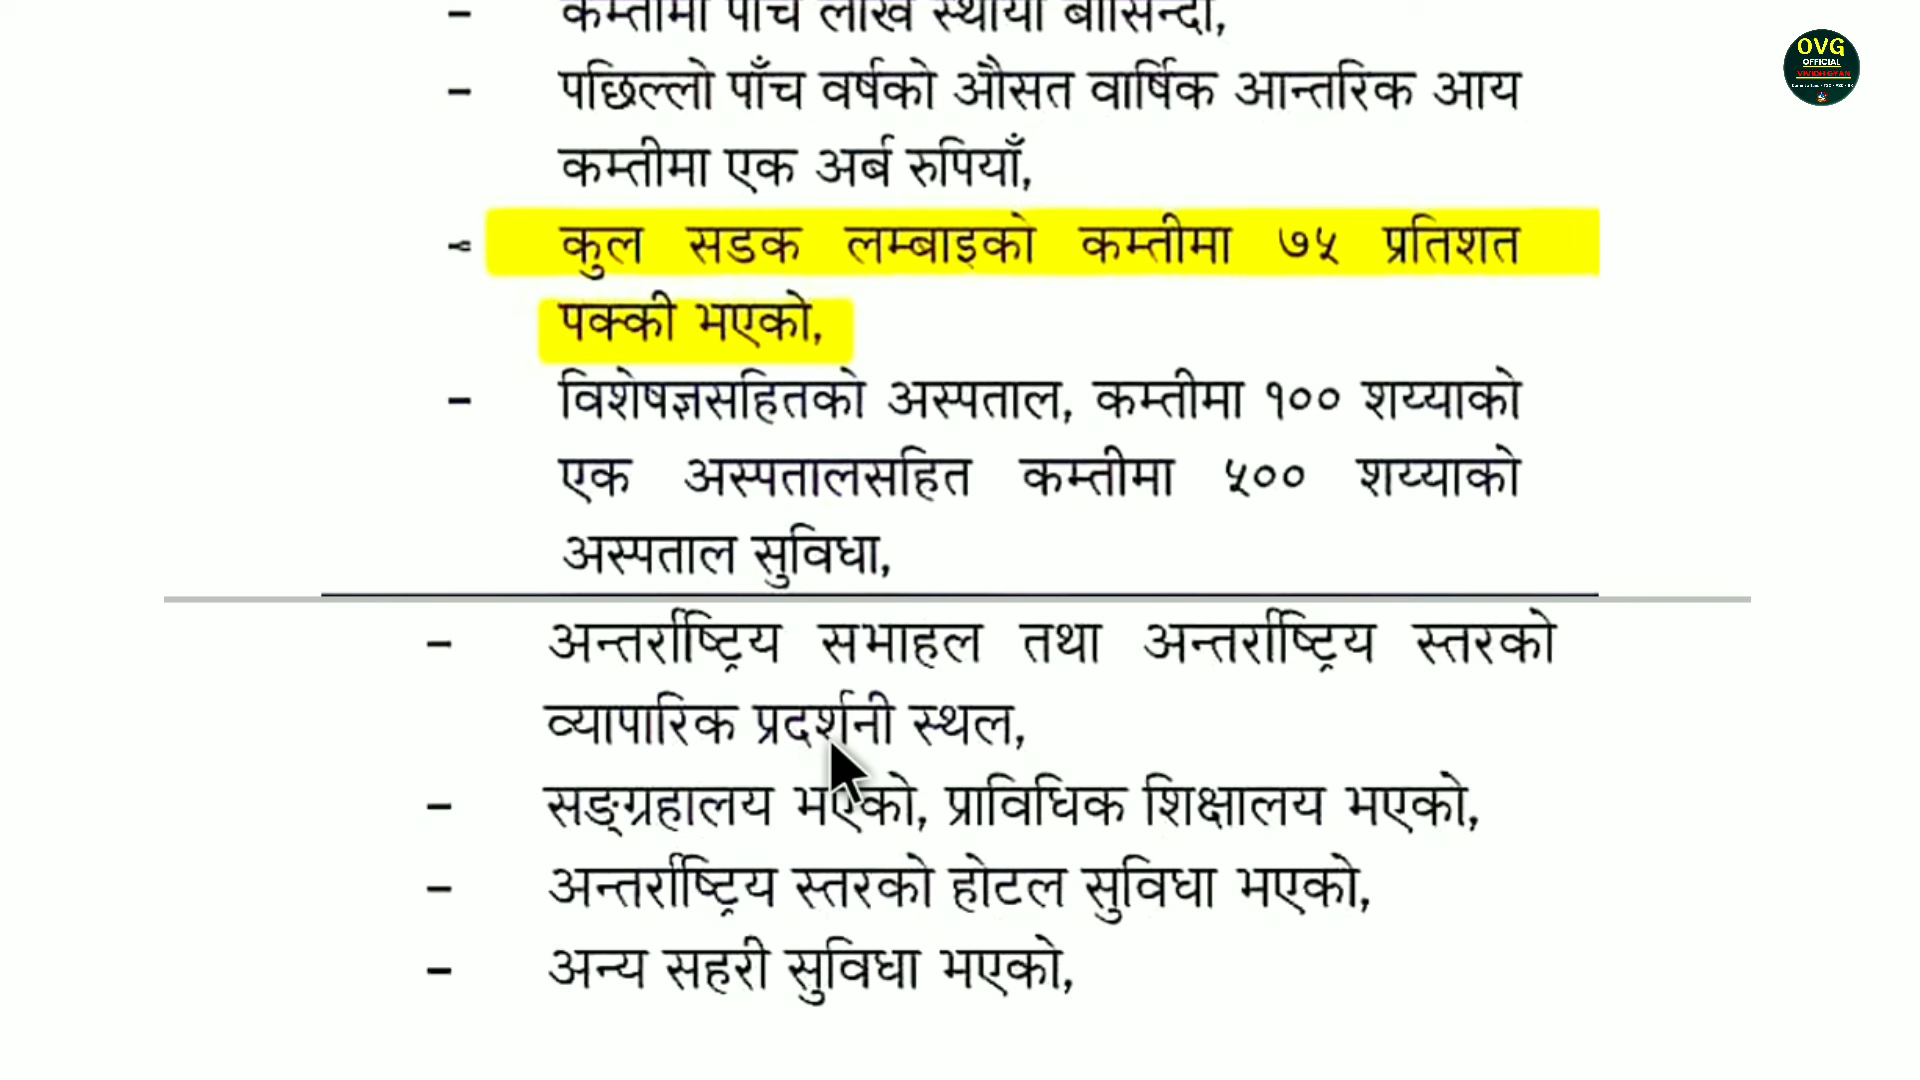 - कम्तीमा पाँच लाख स्थायी बासिन्दा,
- पछिल्लो पाँच वर्षको औसत वार्षिक आन्तरिक आय
कम्तीमा एक अर्ब रुपियाँ,
- कुल सडक लम्बाइको कम्तीमा ७५ प्रतिशत
पक्की भएको,
- विशेषज्ञसहितको अस्पताल, कम्तीमा १०० शय्याको
एक अस्पतालसहित कम्तीमा ५०० शय्याको
अस्पताल सुविधा,
- अन्तर्राष्ट्रिय सभाहल तथा अन्तर्राष्ट्रिय स्तरको
व्यापारिक प्रदर्शनी स्थल,
- सङ्ग्रहालय भएको, प्राविधिक शिक्षालय भएको,
- अन्तर्राष्ट्रिय स्तरको होटल सुविधा भएको,
- अन्य सहरी सुविधा भएको,
OVG
OFFICIAL
VIVIDH GYAN